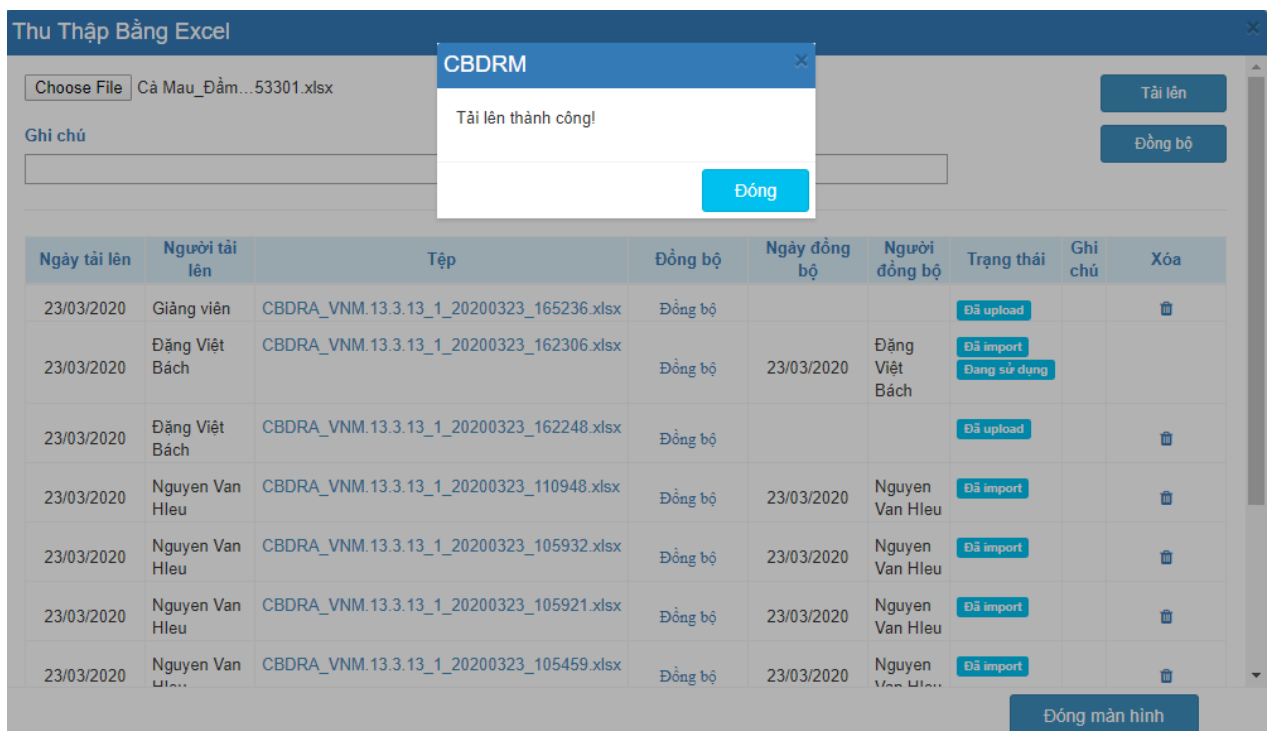 Thu Thập Bằng Excel
CBDRM
Choose File Cà Mau_Đầm...53301.xlsx
Tải lên thành công!
Tải lên
Ghi chú
Đồng bộ
Đóng
Ngày tải lên Người tải lên Tệp Đồng bộ Ngày đồng bộ Người đồng bộ Trạng thái Ghi chú Xóa
23/03/2020 Giảng viên CBDRA_VNM.13.3.13_1_20200323_165236.xlsx Đồng bộ Đã upload
23/03/2020 Đặng Việt Bách CBDRA_VNM.13.3.13_1_20200323_162306.xlsx Đồng bộ 23/03/2020 Đặng Việt Bách Đã import Đang sử dụng
23/03/2020 Đặng Việt Bách CBDRA_VNM.13.3.13_1_20200323_162248.xlsx Đồng bộ Đã upload
23/03/2020 Nguyen Van HIeu CBDRA_VNM.13.3.13_1_20200323_110948.xlsx Đồng bộ 23/03/2020 Nguyen Van HIeu Đã import
23/03/2020 Nguyen Van HIeu CBDRA_VNM.13.3.13_1_20200323_105932.xlsx Đồng bộ 23/03/2020 Nguyen Van HIeu Đã import
23/03/2020 Nguyen Van HIeu CBDRA_VNM.13.3.13_1_20200323_105921.xlsx Đồng bộ 23/03/2020 Nguyen Van HIeu Đã import
23/03/2020 Nguyen Van CBDRA_VNM.13.3.13_1_20200323_105459.xlsx Đồng bộ 23/03/2020 Nguyen Đã import
Đóng màn hình